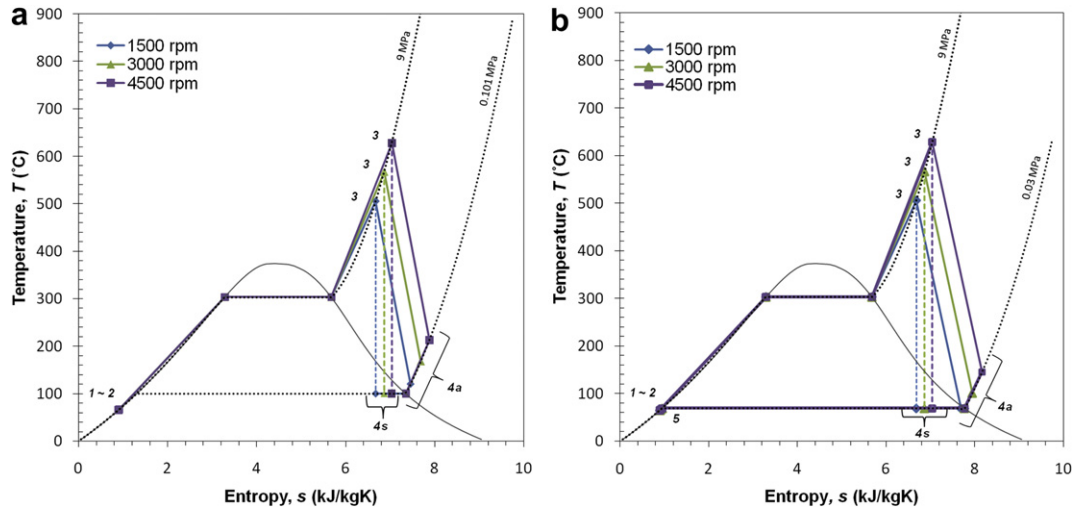 a
900
800
700
600
500
400
300
200
100
0
0 2 4 6 8 10
Temperature, T (˚C)
Entropy, s (kJ/kgK)
1500 rpm
3000 rpm
4500 rpm
9 MPa
0.101 MPa
3
3
3
1 ~ 2
4s
4a
b
900
800
700
600
500
400
300
200
100
0
0 2 4 6 8 10
Temperature, T (˚C)
Entropy, s (kJ/kgK)
1500 rpm
3000 rpm
4500 rpm
9 MPa
0.03 MPa
3
3
3
1 ~ 2
5
4s
4a